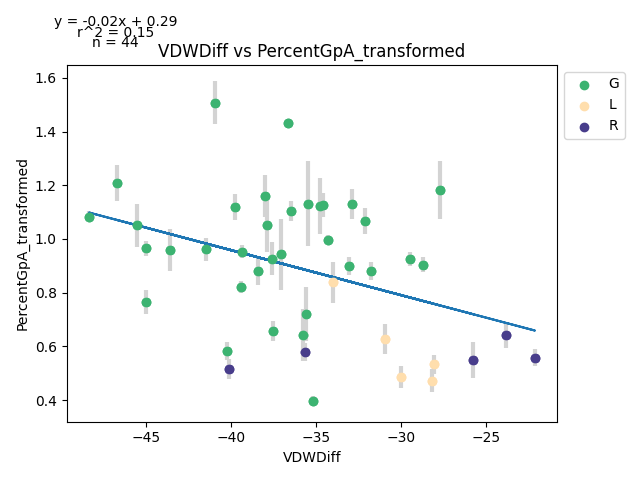 y = -0.02x + 0.29
r^2 = 0.15
n = 44
VDWDiff vs PercentGpA_transformed
G
L
R
PercentGpA_transformed
1.6
1.4
1.2
1.0
0.8
0.6
0.4
−45
−40
−35
−30
−25
VDWDiff